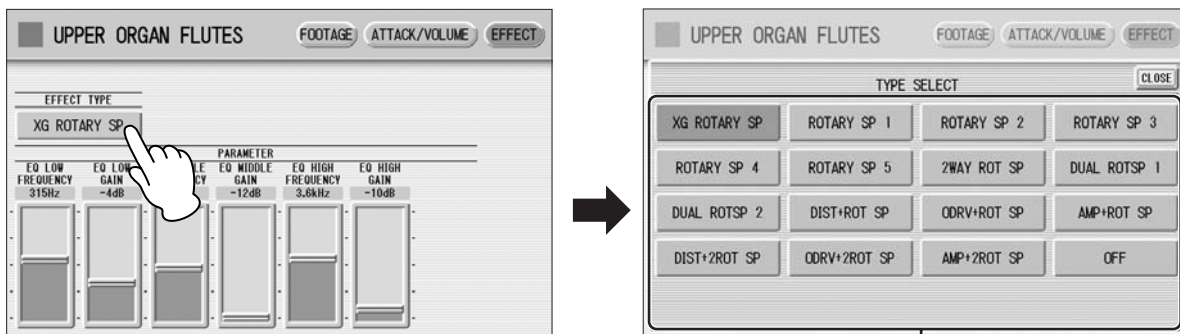 UPPER ORGAN FLUTES FOOTAGE ATTACK/VOLUME EFFECT
EFFECT TYPE
XG ROTARY SP
PARAMETER
EQ LOW FREQUENCY EQ LOW GAIN EQ MIDDLE GAIN EQ HIGH FREQUENCY EQ HIGH GAIN
315Hz -4dB -12dB 3.6kHz -10dB
UPPER ORGAN FLUTES FOOTAGE ATTACK/VOLUME EFFECT
TYPE SELECT CLOSE
XG ROTARY SP ROTARY SP 1 ROTARY SP 2 ROTARY SP 3
ROTARY SP 4 ROTARY SP 5 2WAY ROT SP DUAL ROTSP 1
DUAL ROTSP 2 DIST+ROT SP ODRV+ROT SP AMP+ROT SP
DIST+2ROT SP ODRV+2ROT SP AMP+2ROT SP OFF